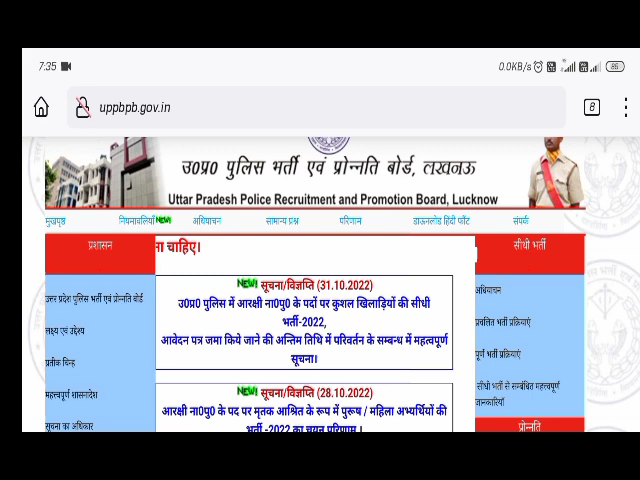 7:35
0.0KB/s
86
uppbpb.gov.in
8
उ0प्र0 पुलिस भर्ती एवं प्रोन्नति बोर्ड, लखनऊ
Uttar Pradesh Police Recruitment and Promotion Board, Lucknow
मुखपृष्ठ नियमावलियाँ NEW! अधियाचन सामान्य प्रश्न परिणाम डाऊनलोड हिंदी फॉंट संपर्क
प्रशासन
ना चाहिए।
सीधी भर्ती
NEW! सूचना/विज्ञप्ति (31.10.2022)
उ0प्र0 पुलिस में आरक्षी ना0पु0 के पदों पर कुशल खिलाड़ियों की सीधी
भर्ती-2022,
आवेदन पत्र जमा किये जाने की अन्तिम तिथि में परिवर्तन के सम्बन्ध में महत्वपूर्ण
सूचना।
उत्तर प्रदेश पुलिस भर्ती एवं प्रोन्नति बोर्ड
लक्ष्य एवं उद्देश्य
प्रतीक चिन्ह
महत्त्वपूर्ण शासनादेश
सूचना का अधिकार
NEW! सूचना/विज्ञप्ति (28.10.2022)
आरक्षी ना0पु0 के पद पर मृतक आश्रित के रूप में पुरूष / महिला अभ्यर्थियों की
भर्ती -2022 का चयन परिणाम ।
अधियाचन
प्रचलित भर्ती प्रक्रियाएं
पूर्ण भर्ती प्रक्रियाएं
सीधी भर्ती से सम्बंधित महत्त्वपूर्ण
जानकारियाँ
प्रोन्नति